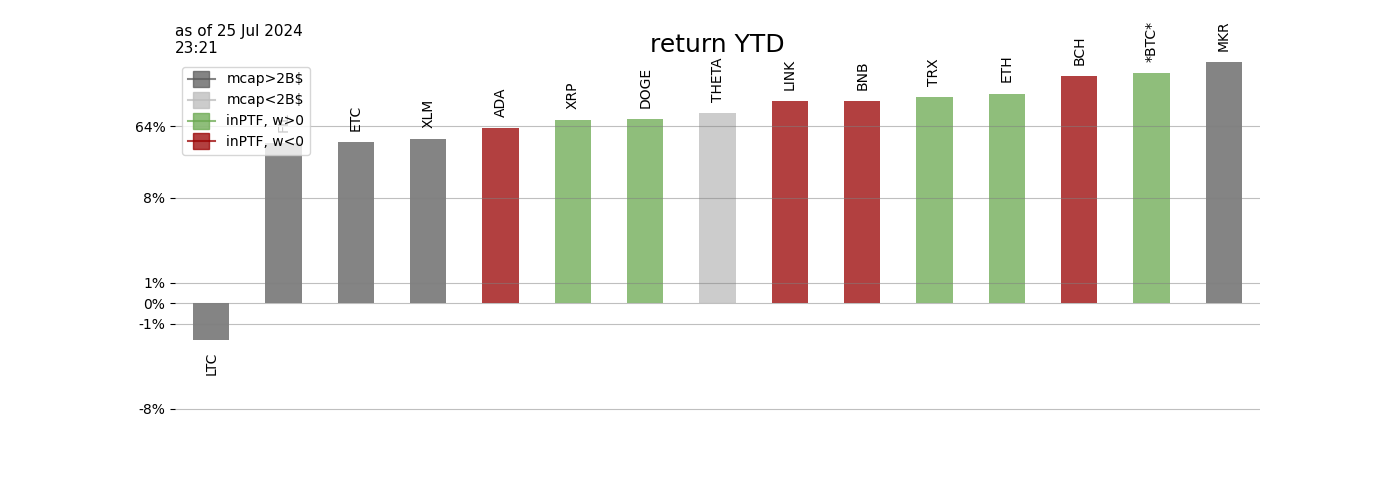 as of 25 Jul 2024
23:21
return YTD
mcap>2B$
mcap<2B$
inPTF, w>0
inPTF, w<0
64%
8%
1%
0%
-1%
-8%
LTC
ETC
XLM
ADA
XRP
DOGE
THETA
LINK
BNB
TRX
ETH
BCH
*BTC*
MKR